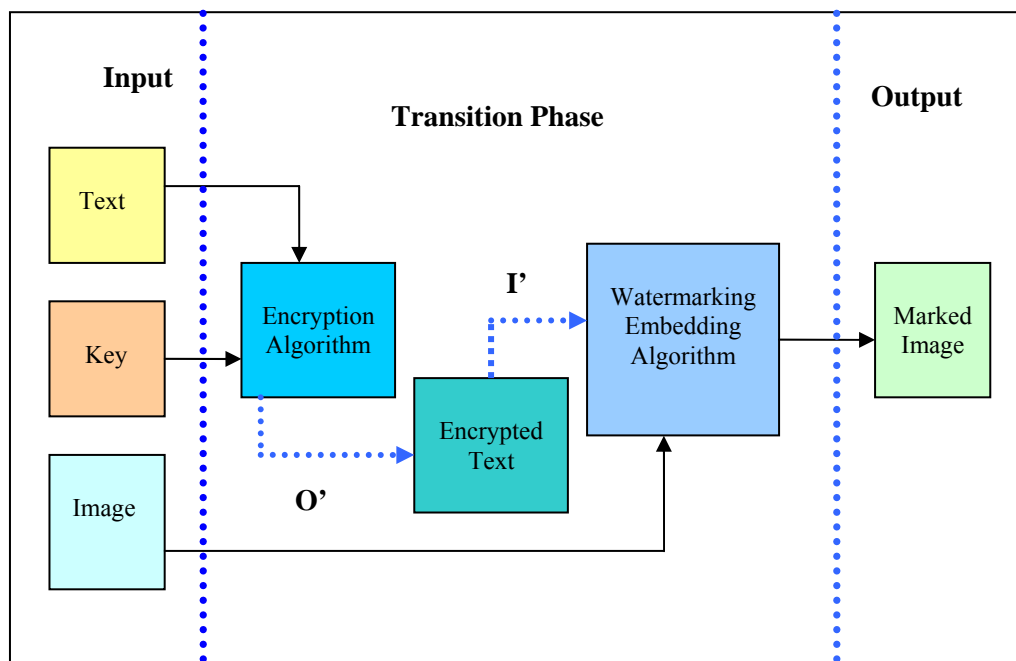 Input
Transition Phase
Output
Text
Key
Image
Encryption
Algorithm
O’
Encrypted
Text
I’
Watermarking
Embedding
Algorithm
Marked
Image